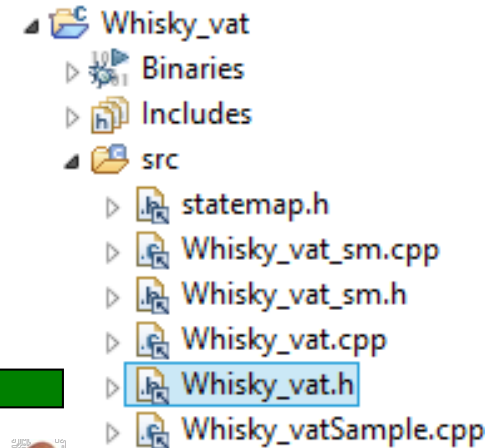 Whisky_vat
Binaries
Includes
src
statemap.h
Whisky_vat_sm.cpp
Whisky_vat_sm.h
Whisky_vat.cpp
Whisky_vat.h
Whisky_vatSample.cpp